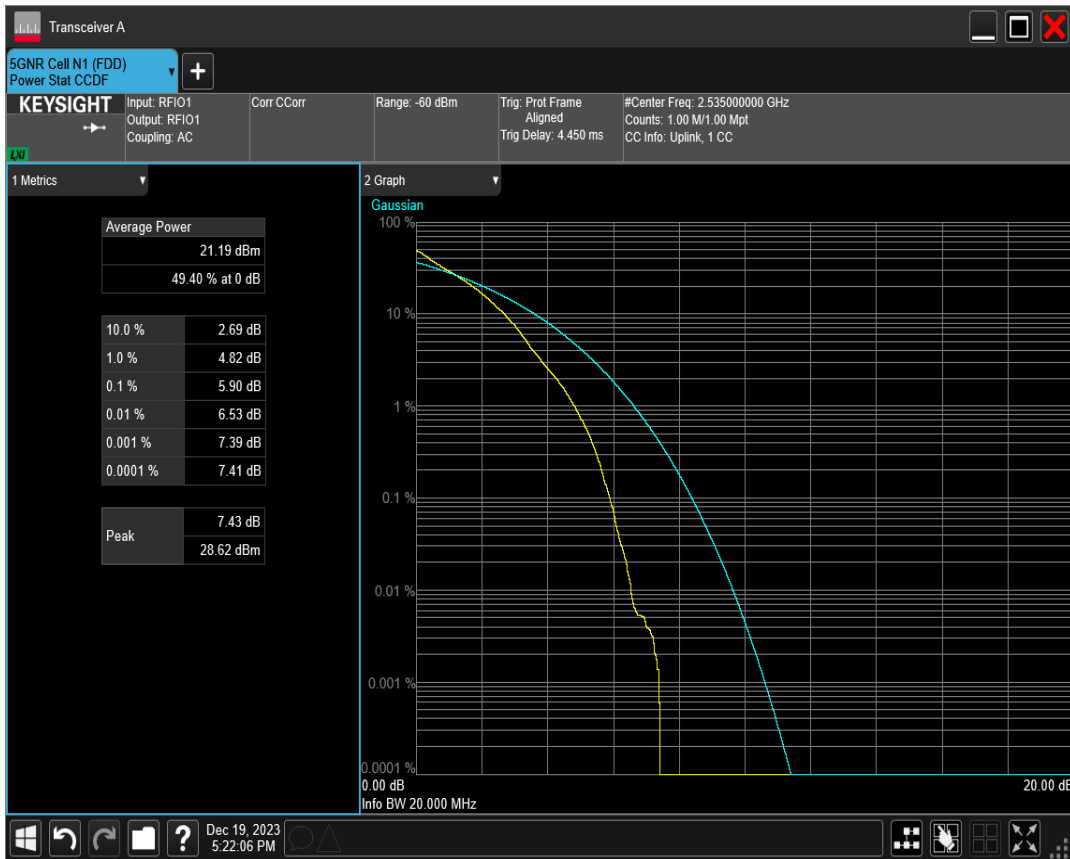 Transceiver A
5GNR Cell N1 (FDD)
Power Stat CCDF
+
KEYSIGHT
LXI
Input: RFIO1
Output: RFIO1
Coupling: AC
Corr CCorr
Range: -60 dBm
Trig: Prot Frame
Aligned
Trig Delay: 4.450 ms
#Center Freq: 2.535000000 GHz
Counts: 1.00 M/1.00 Mpt
CC Info: Uplink, 1 CC
1 Metrics
Average Power
21.19 dBm
49.40 % at 0 dB
10.0 % 2.69 dB
1.0 % 4.82 dB
0.1 % 5.90 dB
0.01 % 6.53 dB
0.001 % 7.39 dB
0.0001 % 7.41 dB
Peak
7.43 dB
28.62 dBm
2 Graph
Gaussian
100 %
10 %
1 %
0.1 %
0.01 %
0.001 %
0.0001 %
0.00 dB 20.00 dB
Info BW 20.000 MHz
?
Dec 19, 2023
5:22:06 PM